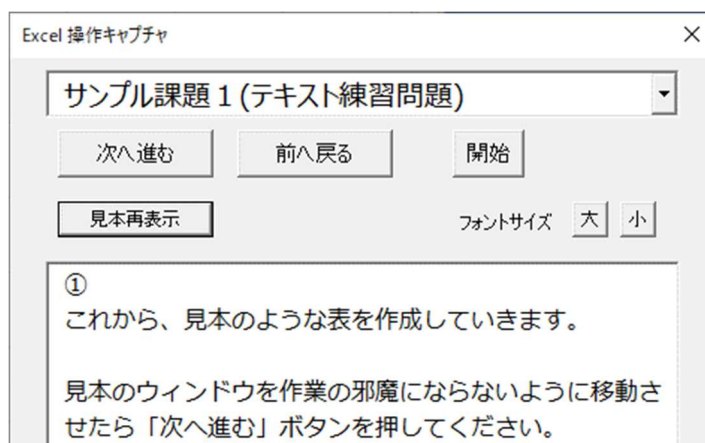 Excel 操作キャプチャ
サンプル課題1(テキスト練習問題)
次へ進む 前へ戻る 開始
見本再表示 フォントサイズ 大 小
①
これから、見本のような表を作成していきます。
見本のウィンドウを作業の邪魔にならないように移動さ
せたら「次へ進む」ボタンを押してください。